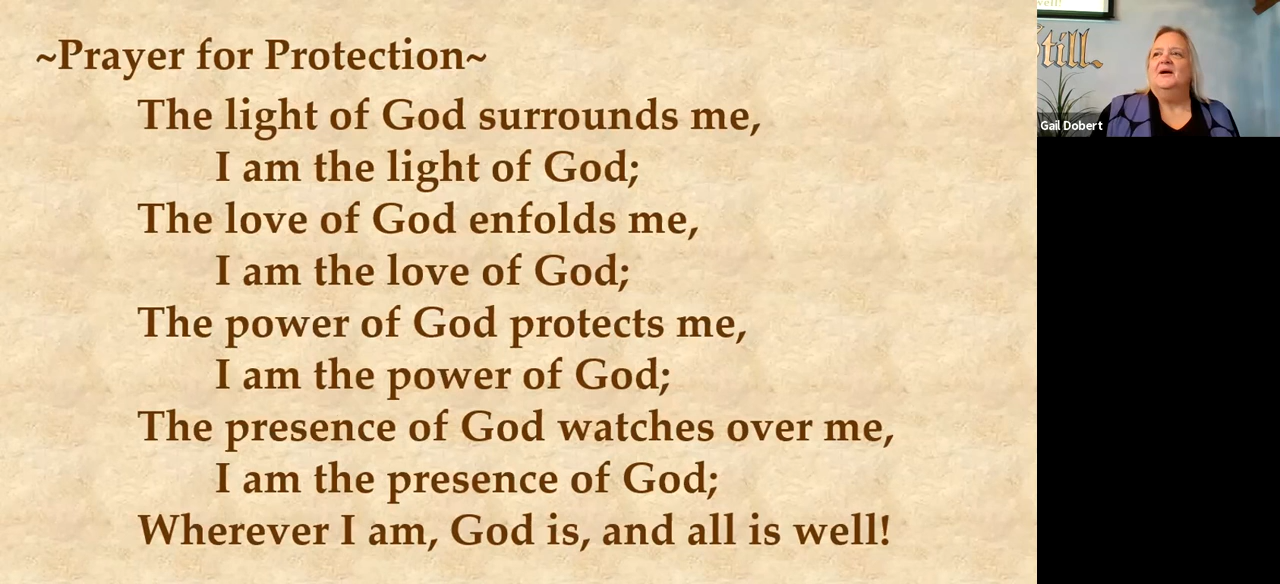 ~Prayer for Protection~
The light of God surrounds me,
I am the light of God;
The love of God enfolds me,
I am the love of God;
The power of God protects me,
I am the power of God;
The presence of God watches over me,
I am the presence of God;
Wherever I am, God is, and all is well!
well!
Still.
Gail Dobert